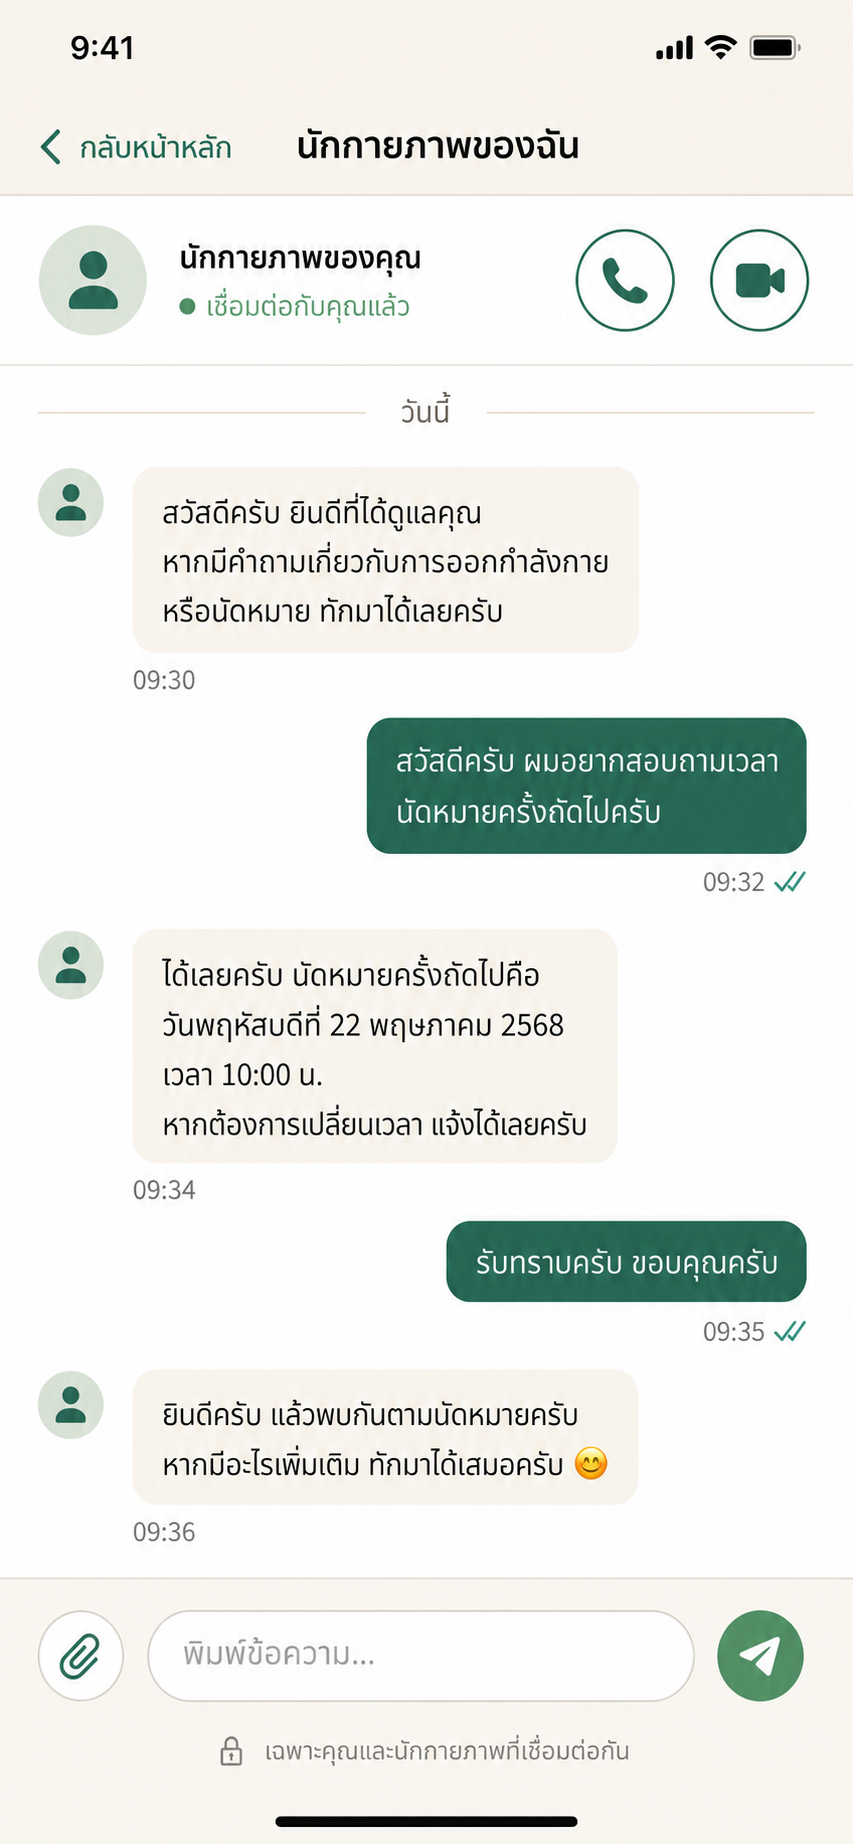 9:41
กลับหน้าหลัก
นักกายภาพของฉัน
นักกายภาพของคุณ
เชื่อมต่อกับคุณแล้ว
วันนี้
สวัสดีครับ ยินดีที่ได้ดูแลคุณ
หากมีคำถามเกี่ยวกับการออกกำลังกาย
หรือนัดหมาย ทักมาได้เลยครับ
09:30
สวัสดีครับ ผมอยากสอบถามเวลา
นัดหมายครั้งถัดไปครับ
09:32
ได้เลยครับ นัดหมายครั้งถัดไปคือ
วันพฤหัสบดีที่ 22 พฤษภาคม 2568
เวลา 10:00 น.
หากต้องการเปลี่ยนเวลา แจ้งได้เลยครับ
09:34
รับทราบครับ ขอบคุณครับ
09:35
ยินดีครับ แล้วพบกันตามนัดหมายครับ
หากมีอะไรเพิ่มเติม ทักมาได้เสมอครับ 😊
09:36
พิมพ์ข้อความ...
เฉพาะคุณและนักกายภาพที่เชื่อมต่อกัน